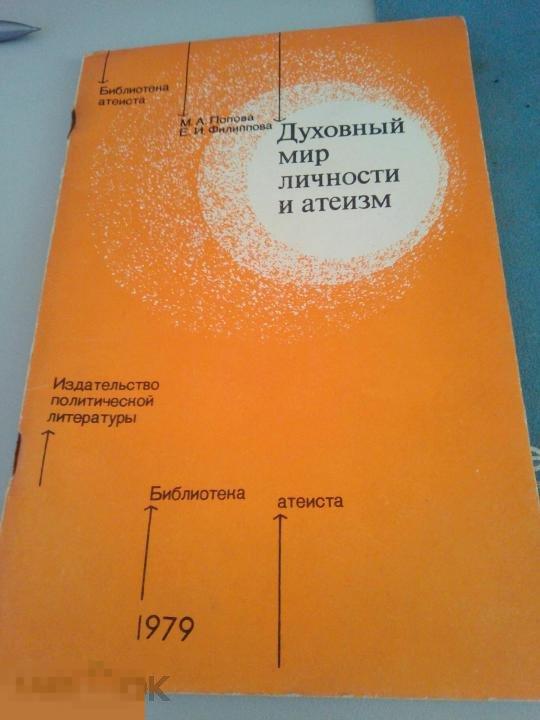 Библиотека
атеиста
М. А. Попова
Е. И. Филиппова
Духовный
мир
личности
и атеизм
Издательство
политической
литературы
Библиотека атеиста
1979